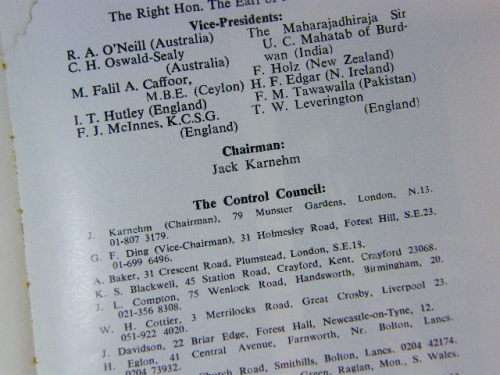 The Right Hon. The Earl of
Vice-Presidents:
R. A. O'Neill (Australia)
C. H. Oswald-Sealy
(Australia)
M. Falil A. Caffoor,
M.B.E. (Ceylon)
I. T. Hutley (England)
F. J. McInnes, K.C.S.G.
(England)
The Maharajadhiraja Sir
U. C. Mahatab of Burd-
wan (India)
F. Holz (New Zealand)
H. F. Edgar (N. Ireland)
F. M. Tawawalla (Pakistan)
T. W. Leverington
(England)
Chairman:
Jack Karnehm
The Control Council:
J. Karnehm (Chairman), 79 Munster Gardens, London, N.13.
01-807 3179.
G. F. Ding (Vice-Chairman), 31 Holmesley Road, Forest Hill, S.E.23.
01-699 6496.
A. Baker, 31 Crescent Road, Plumstead, London, S.E.18.
K. S. Blackwell, 45 Station Road, Crayford, Kent. Crayford 23068.
J. L. Compton, 75 Wenlock Road, Handsworth, Birmingham, 20.
021-356 8308.
W. H. Cottier, 3 Merrilocks Road, Great Crosby, Liverpool 23.
051-922 4020.
J. Davidson, 22 Briar Edge, Forest Hall, Newcastle-on-Tyne, 12.
H. Eglon, 41 Central Avenue, Farnworth, Nr. Bolton, Lancs.
0204 73932.
Church Road, Smithills, Bolton, Lancs. 0204 42174.
Green, Raglan, Mon., S. Wales.